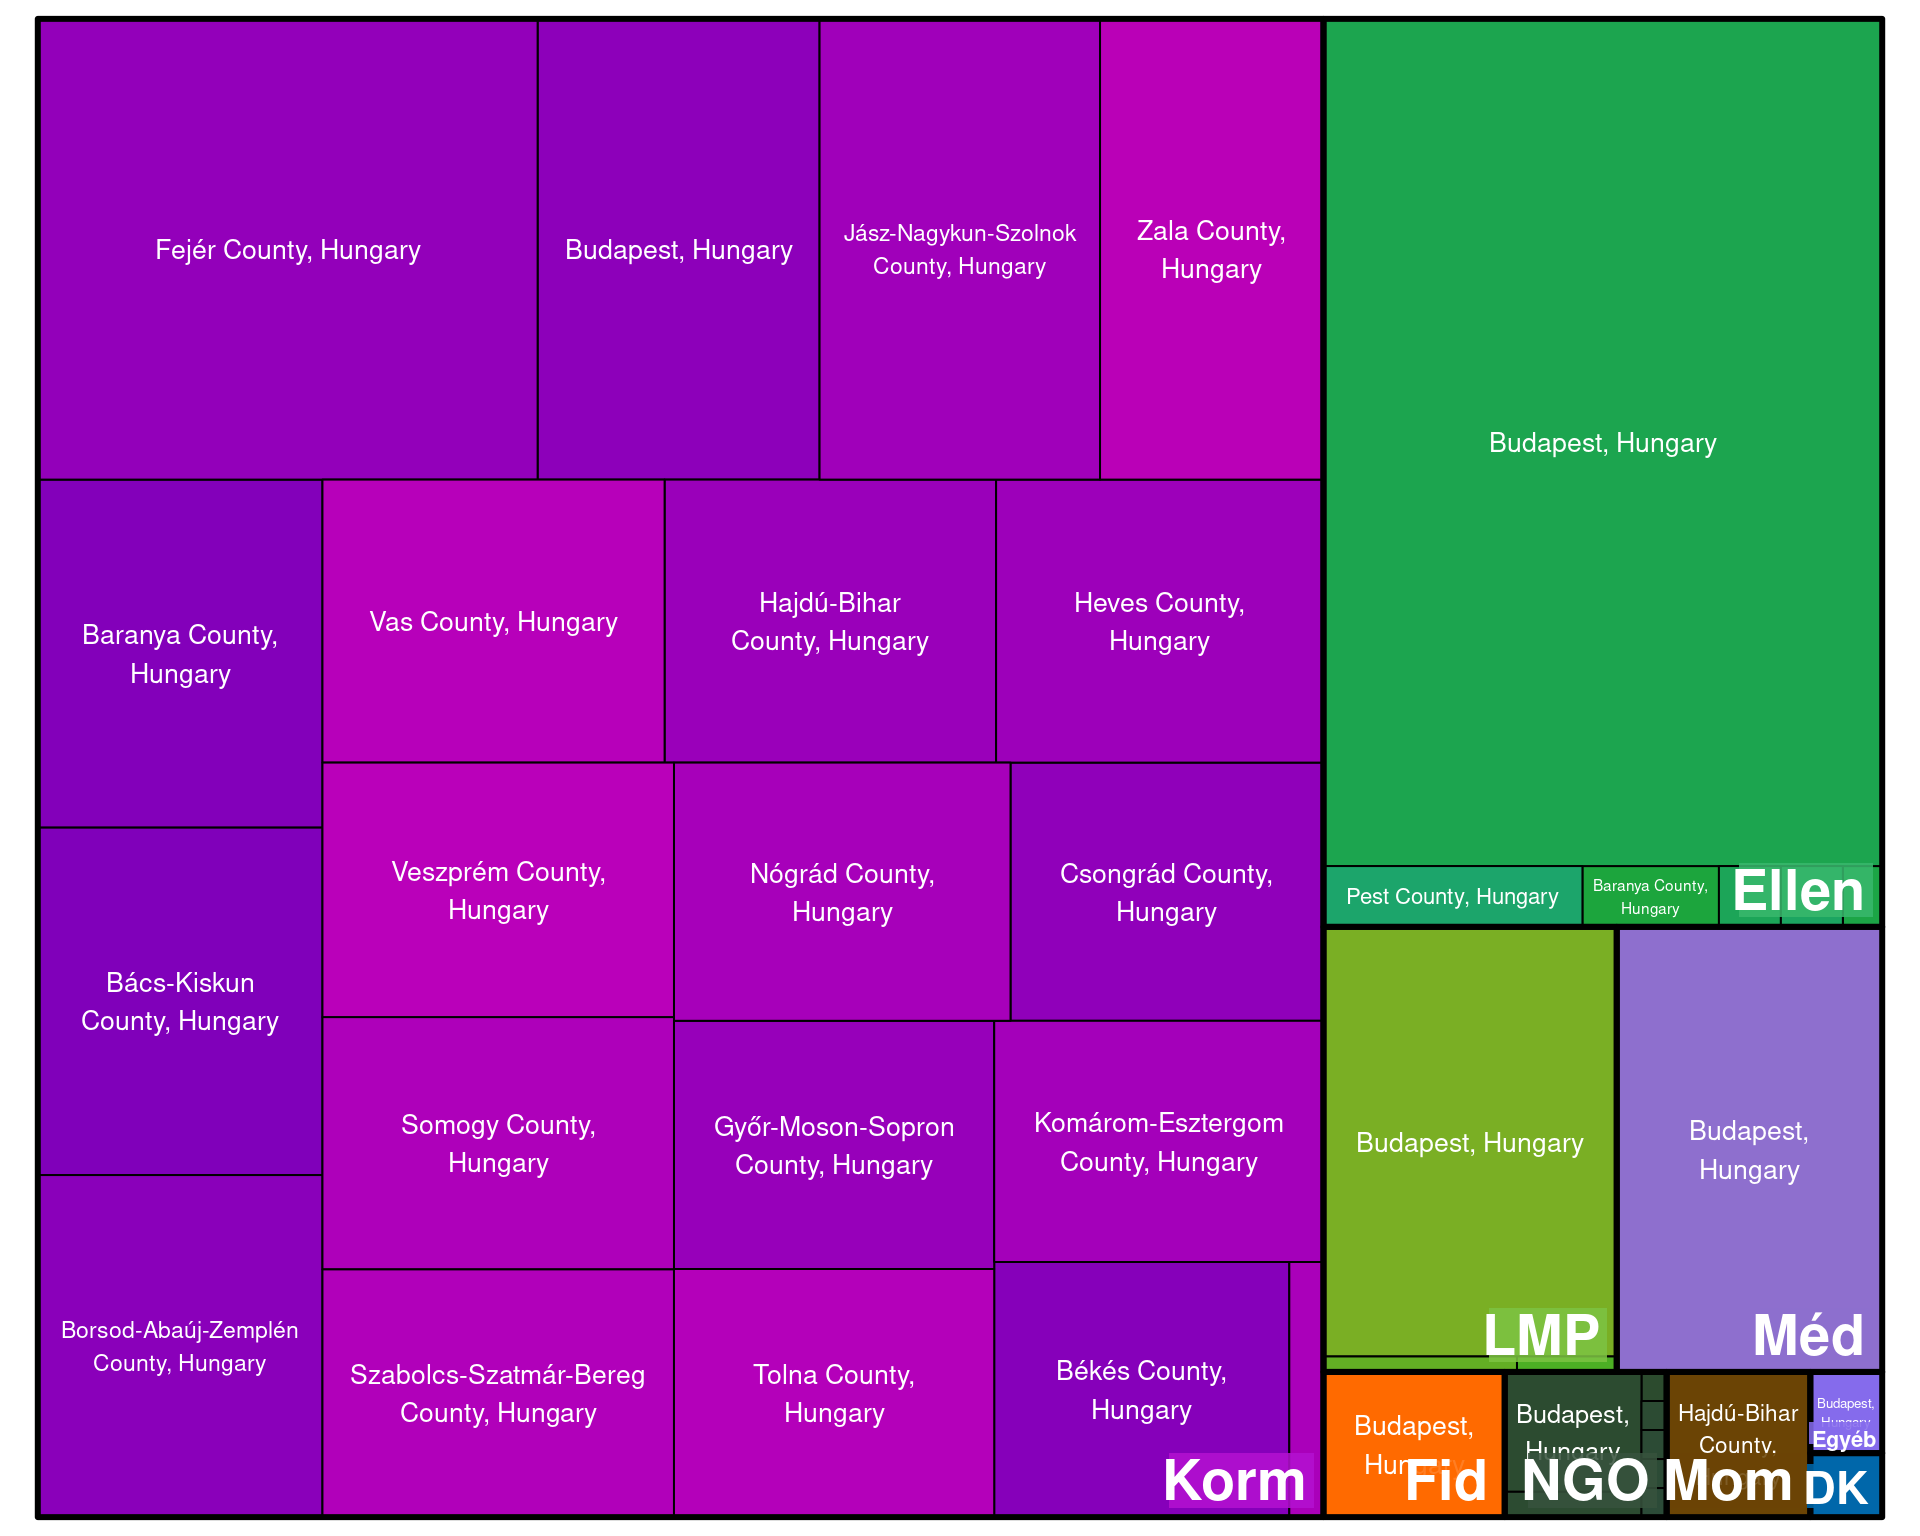 Fejér County, Hungary
Budapest, Hungary
Jász-Nagykun-Szolnok
County, Hungary
Zala County,
Hungary
Baranya County,
Hungary
Vas County, Hungary
Hajdú-Bihar
County, Hungary
Heves County,
Hungary
Bács-Kiskun
County, Hungary
Veszprém County,
Hungary
Nógrád County,
Hungary
Csongrád County,
Hungary
Somogy County,
Hungary
Győr-Moson-Sopron
County, Hungary
Komárom-Esztergom
County, Hungary
Borsod-Abaúj-Zemplén
County, Hungary
Szabolcs-Szatmár-Bereg
County, Hungary
Tolna County,
Hungary
Békés County,
Hungary
Korm
Budapest, Hungary
Pest County, Hungary
Baranya County,
Hungary
Ellen
Budapest, Hungary
LMP
Budapest,
Hungary
Méd
Budapest,
Hungary
Fid
Budapest,
Hungary
NGO
Hajdú-Bihar
County,
Mom
Budapest,
Hungary
Egyéb
DK